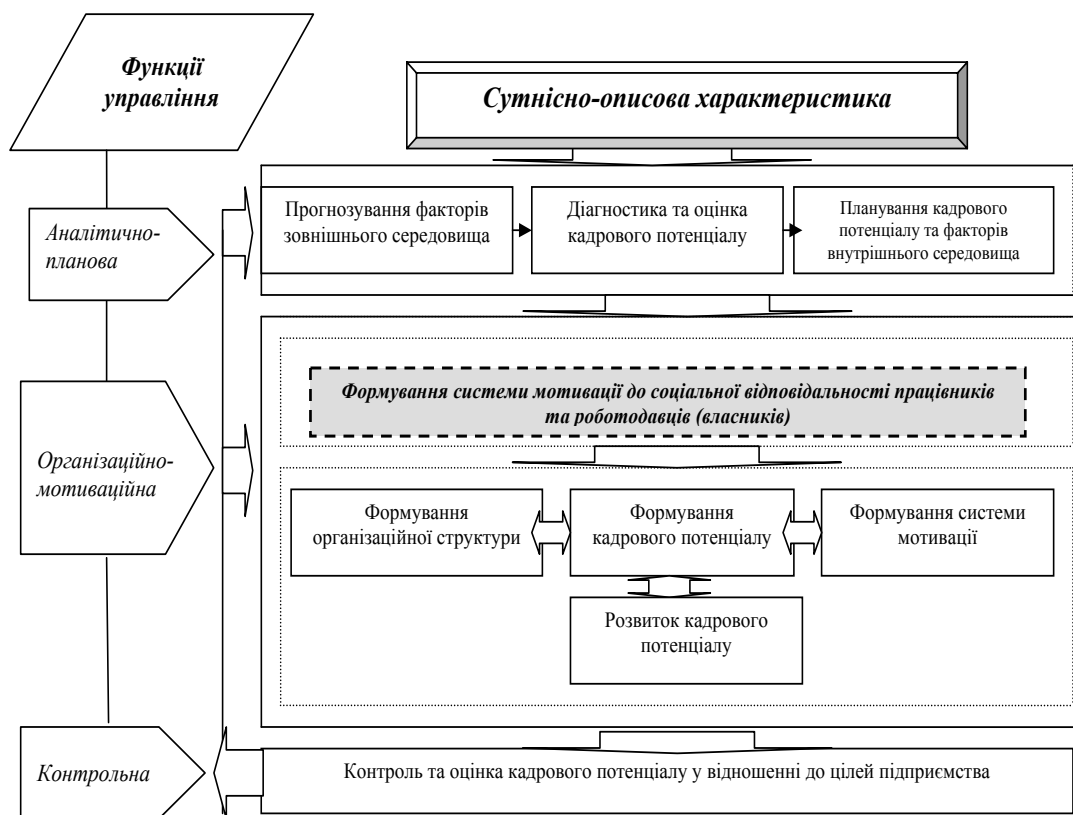 Функції
управління
Сутнісно-описова характеристика
Аналітично-
планова
Прогнозування факторів
зовнішнього середовища
Діагностика та оцінка
кадрового потенціалу
Планування кадрового
потенціалу та факторів
внутрішнього середовища
Організаційно-
мотиваційна
Формування системи мотивації до соціальної відповідальності працівників
та роботодавців (власників)
Формування
організаційної структури
Формування
кадрового потенціалу
Формування системи
мотивації
Розвиток кадрового
потенціалу
Контрольна
Контроль та оцінка кадрового потенціалу у відношенні до цілей підприємства